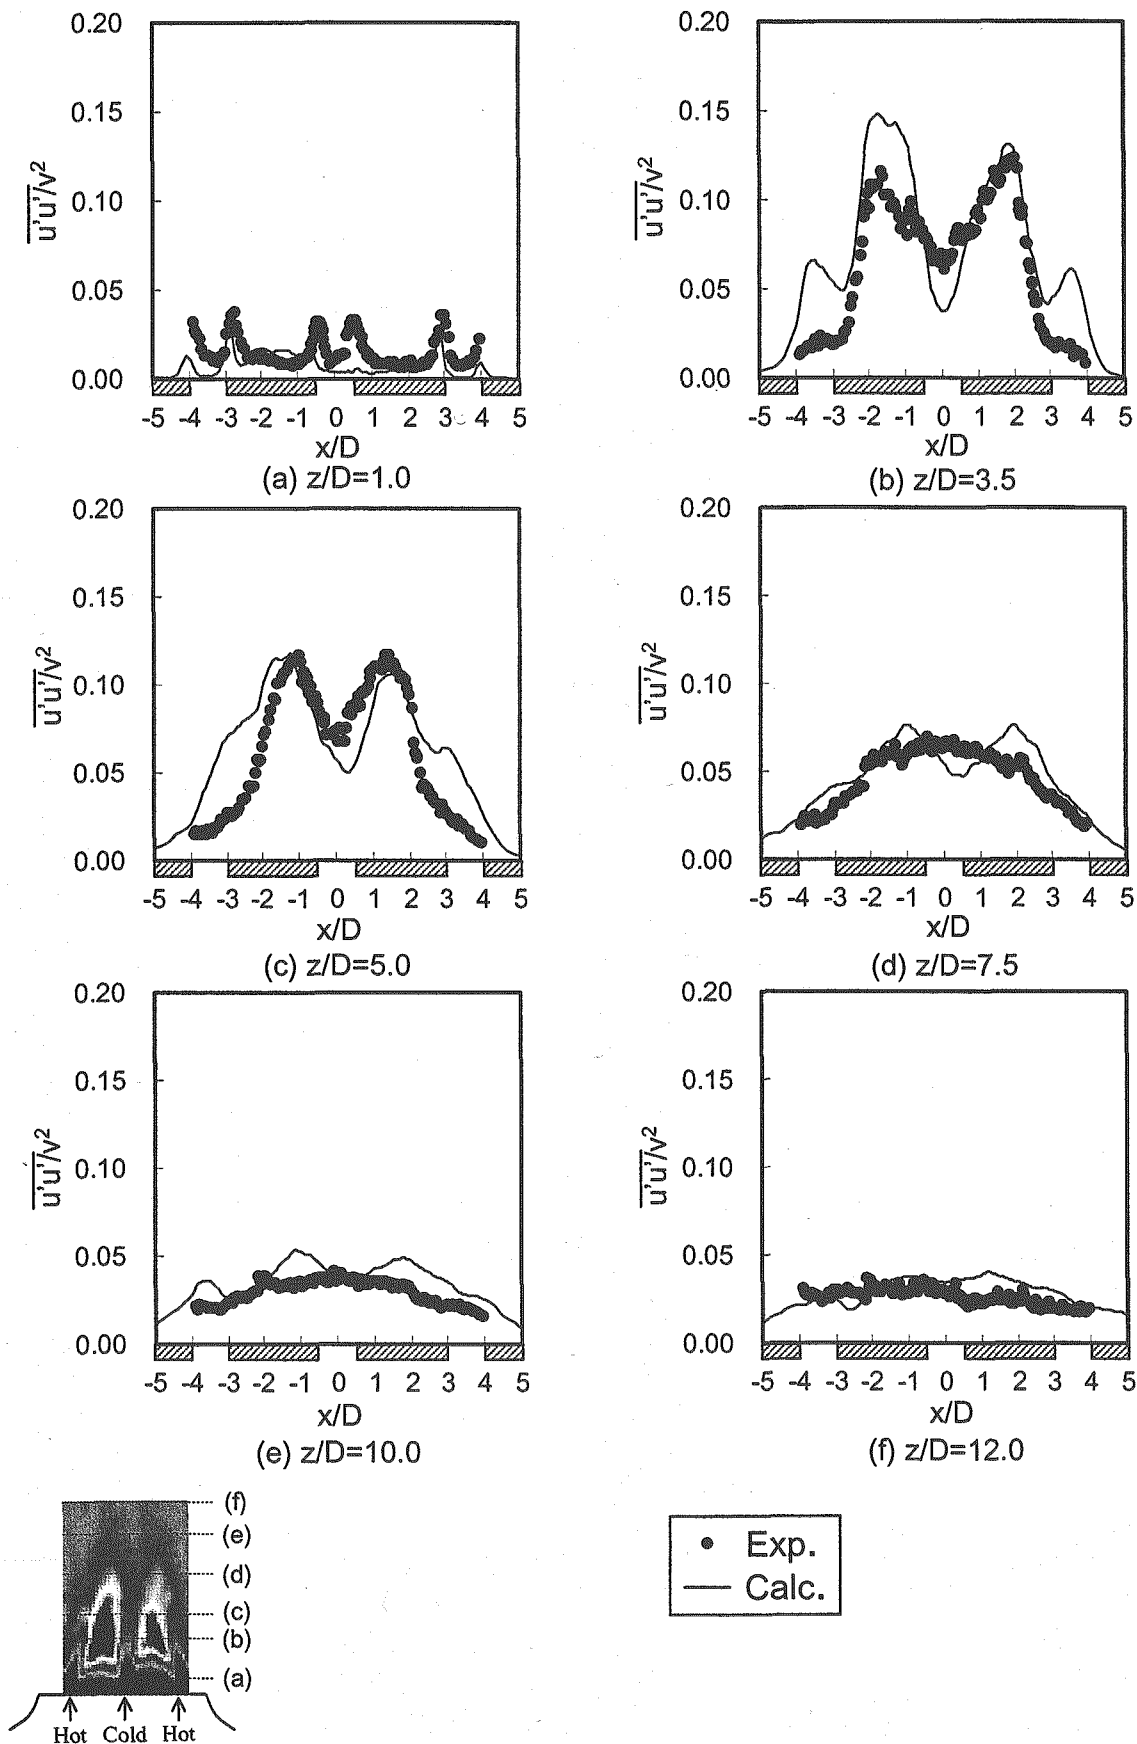 0.20
0.15
0.10
0.05
0.00
u'u'/v²
-5 -4 -3 -2 -1 0 1 2 3 4 5
x/D
(a) z/D=1.0
0.20
0.15
0.10
0.05
0.00
u'u'/v²
-5 -4 -3 -2 -1 0 1 2 3 4 5
x/D
(b) z/D=3.5
0.20
0.15
0.10
0.05
0.00
u'u'/v²
-5 -4 -3 -2 -1 0 1 2 3 4 5
x/D
(c) z/D=5.0
0.20
0.15
0.10
0.05
0.00
u'u'/v²
-5 -4 -3 -2 -1 0 1 2 3 4 5
x/D
(d) z/D=7.5
0.20
0.15
0.10
0.05
0.00
u'u'/v²
-5 -4 -3 -2 -1 0 1 2 3 4 5
x/D
(e) z/D=10.0
0.20
0.15
0.10
0.05
0.00
u'u'/v²
-5 -4 -3 -2 -1 0 1 2 3 4 5
x/D
(f) z/D=12.0
(f)
(e)
(d)
(c)
(b)
(a)
Hot Cold Hot
Exp.
Calc.